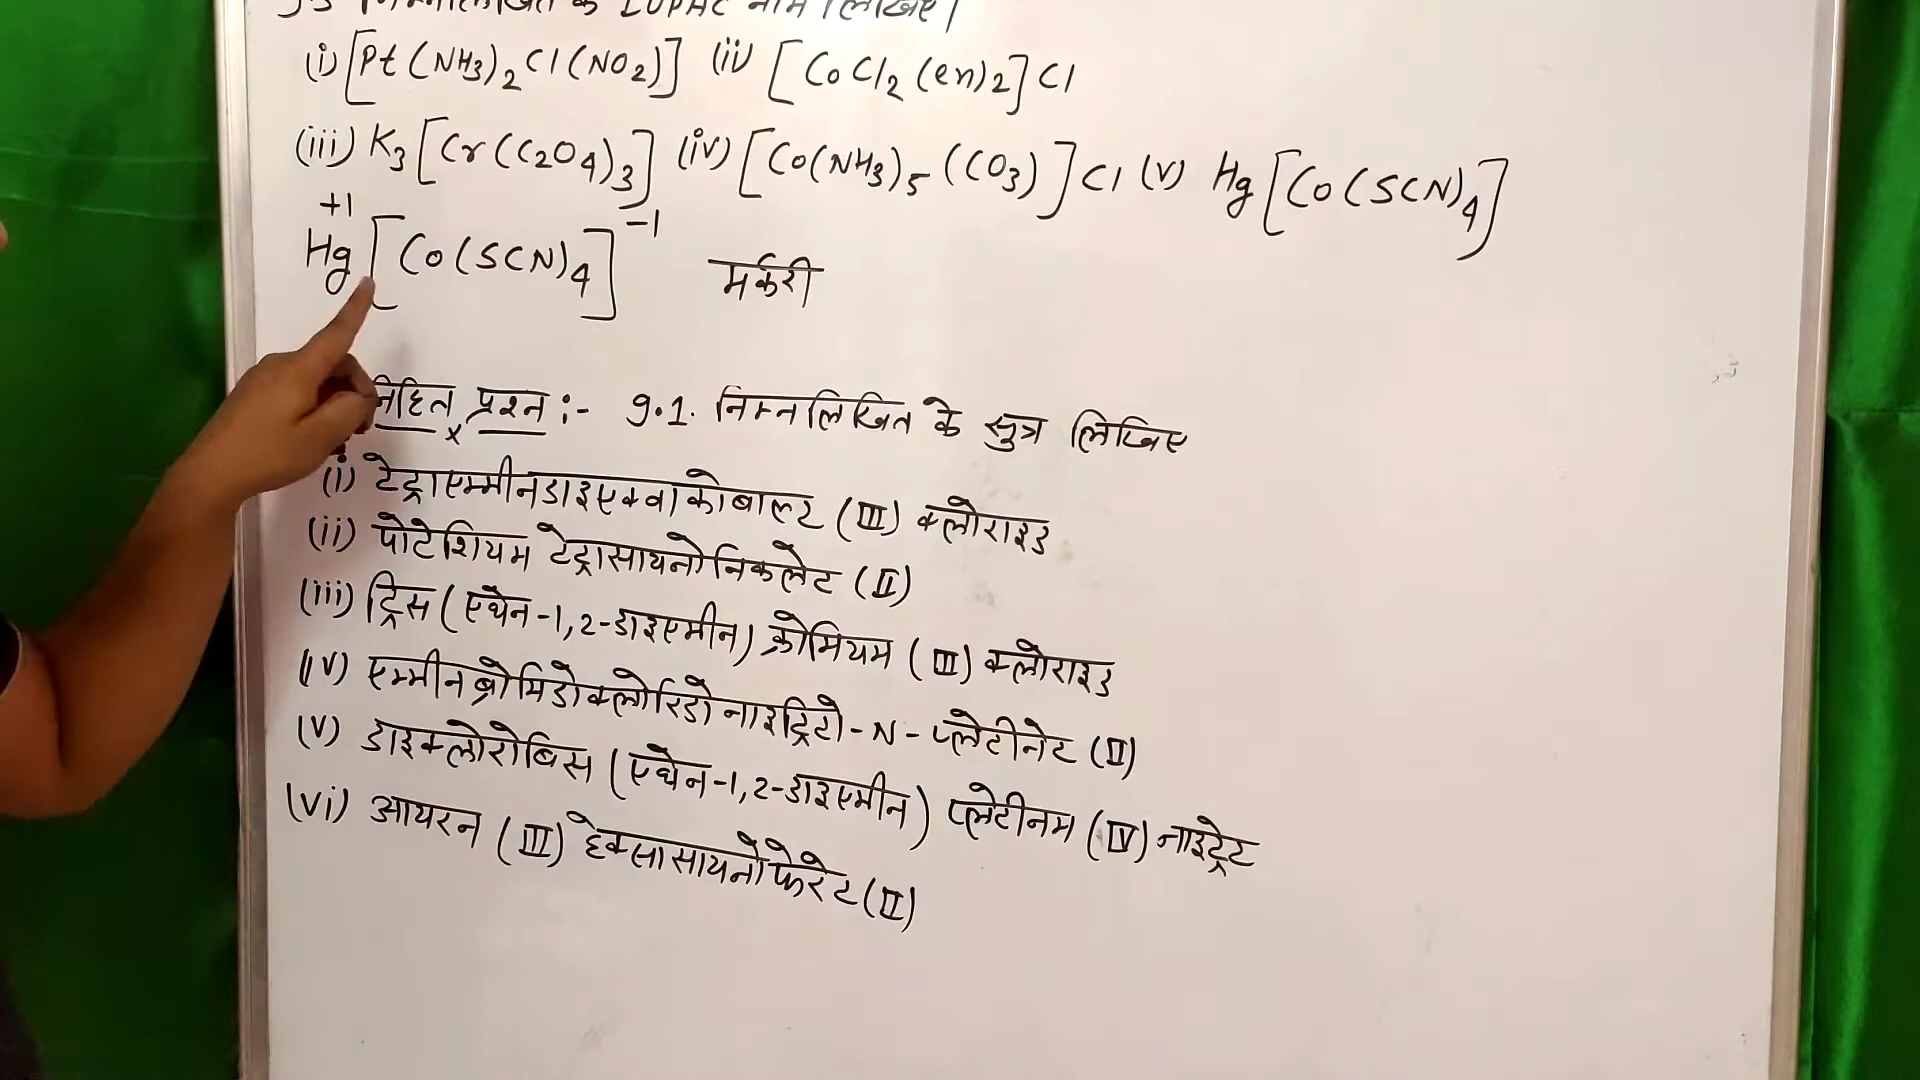 निम्नलिखित के IUPAC नाम लिखिए।
(i) [Pt(NH3)2Cl(NO2)] (ii) [CoCl2(en)2]Cl
(iii) K3[Cr(C2O4)3] (iv) [Co(NH3)5(CO3)]Cl (v) Hg[Co(SCN)4]
+1 -1
Hg[Co(SCN)4] मर्करी
निहित प्रश्न :- 9.1. निम्नलिखित के सुत्र लिखिए
x
(i) टेट्राएम्मीनडाइएक्वाकोबाल्ट (III) क्लोराइड
(ii) पोटेशियम टेट्रासायनोनिकलेट (II)
(iii) ट्रिस (एथेन-1,2-डाइएमीन) क्रोमियम (III) क्लोराइड
(iv) एम्मीनब्रोमिडोक्लोरिडोनाइट्रिटो-N-प्लेटीनेट (II)
(v) डाइक्लोरोबिस (एथेन-1,2-डाइएमीन) प्लेटीनम (IV) नाइट्रेट
(vi) आयरन (III) हेक्सासायनोफेरेट (II)